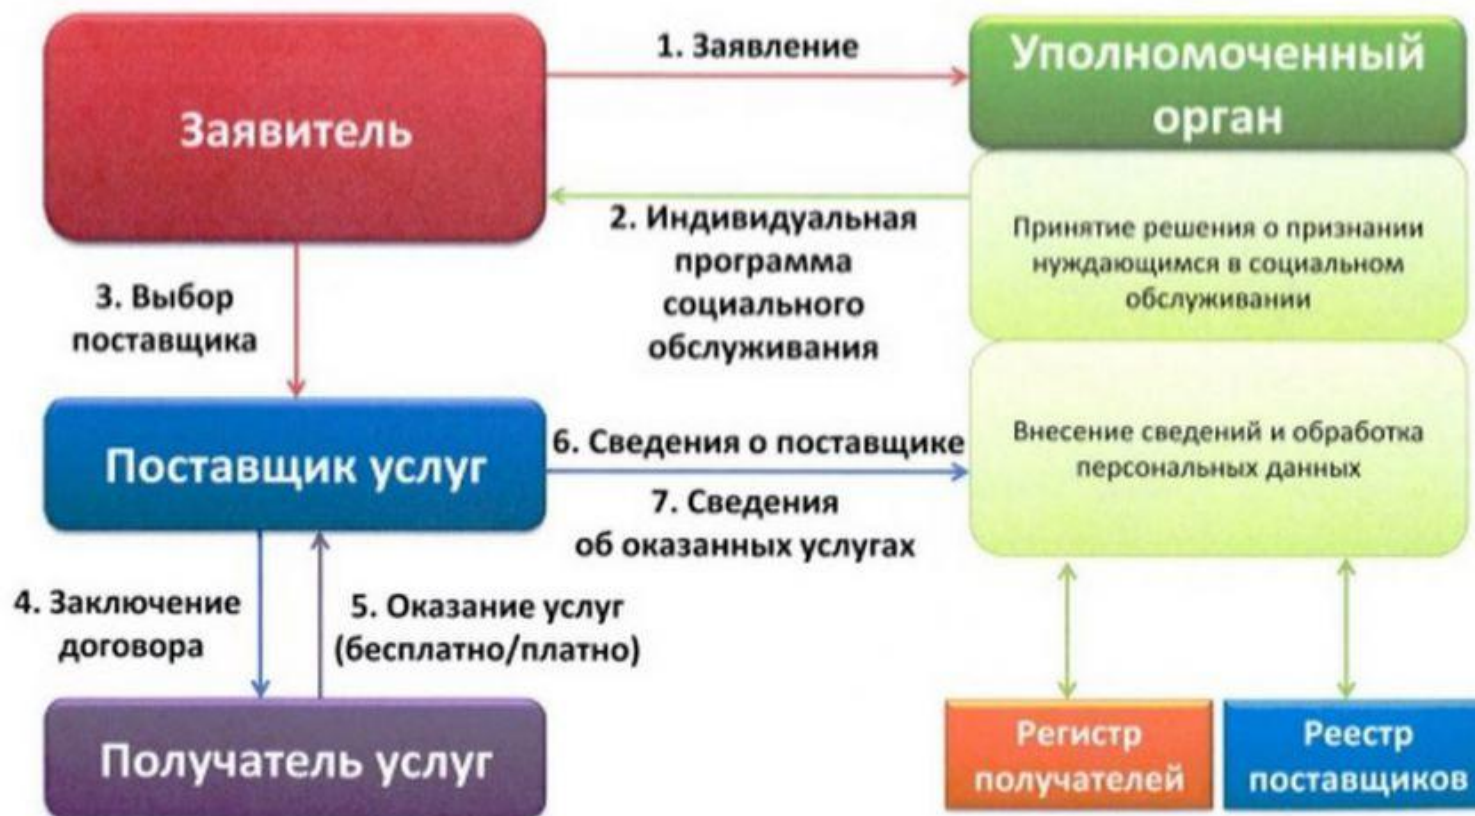 Заявитель
1. Заявление
Уполномоченный
орган
2. Индивидуальная
программа
социального
обслуживания
Принятие решения о признании
нуждающимся в социальном
обслуживании
3. Выбор
поставщика
Поставщик услуг
6. Сведения о поставщике
7. Сведения
об оказанных услугах
Внесение сведений и обработка
персональных данных
4. Заключение
договора
5. Оказание услуг
(бесплатно/платно)
Получатель услуг
Регистр
получателей
Реестр
поставщиков